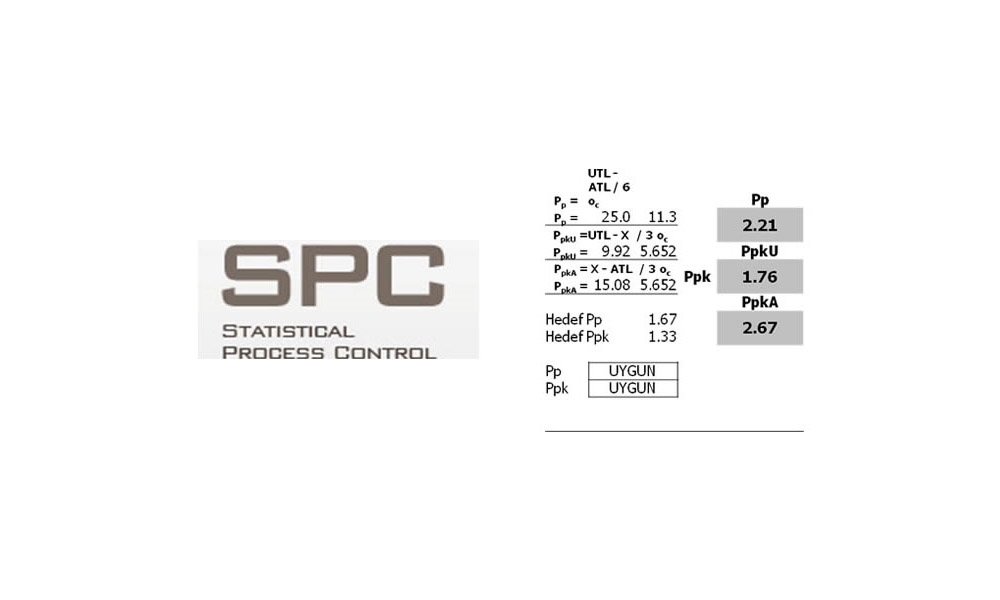 SPC
STATISTICAL
PROCESS CONTROL
UTL -
ATL / 6
Pp = σc
Pp = 25.0 11.3
PpkU =UTL - X / 3 σc
PpkU = 9.92 5.652
PpkA = X - ATL / 3 σc
PpkA = 15.08 5.652
Hedef Pp 1.67
Hedef Ppk 1.33
Pp UYGUN
Ppk UYGUN
Pp
2.21
PpkU
Ppk 1.76
PpkA
2.67